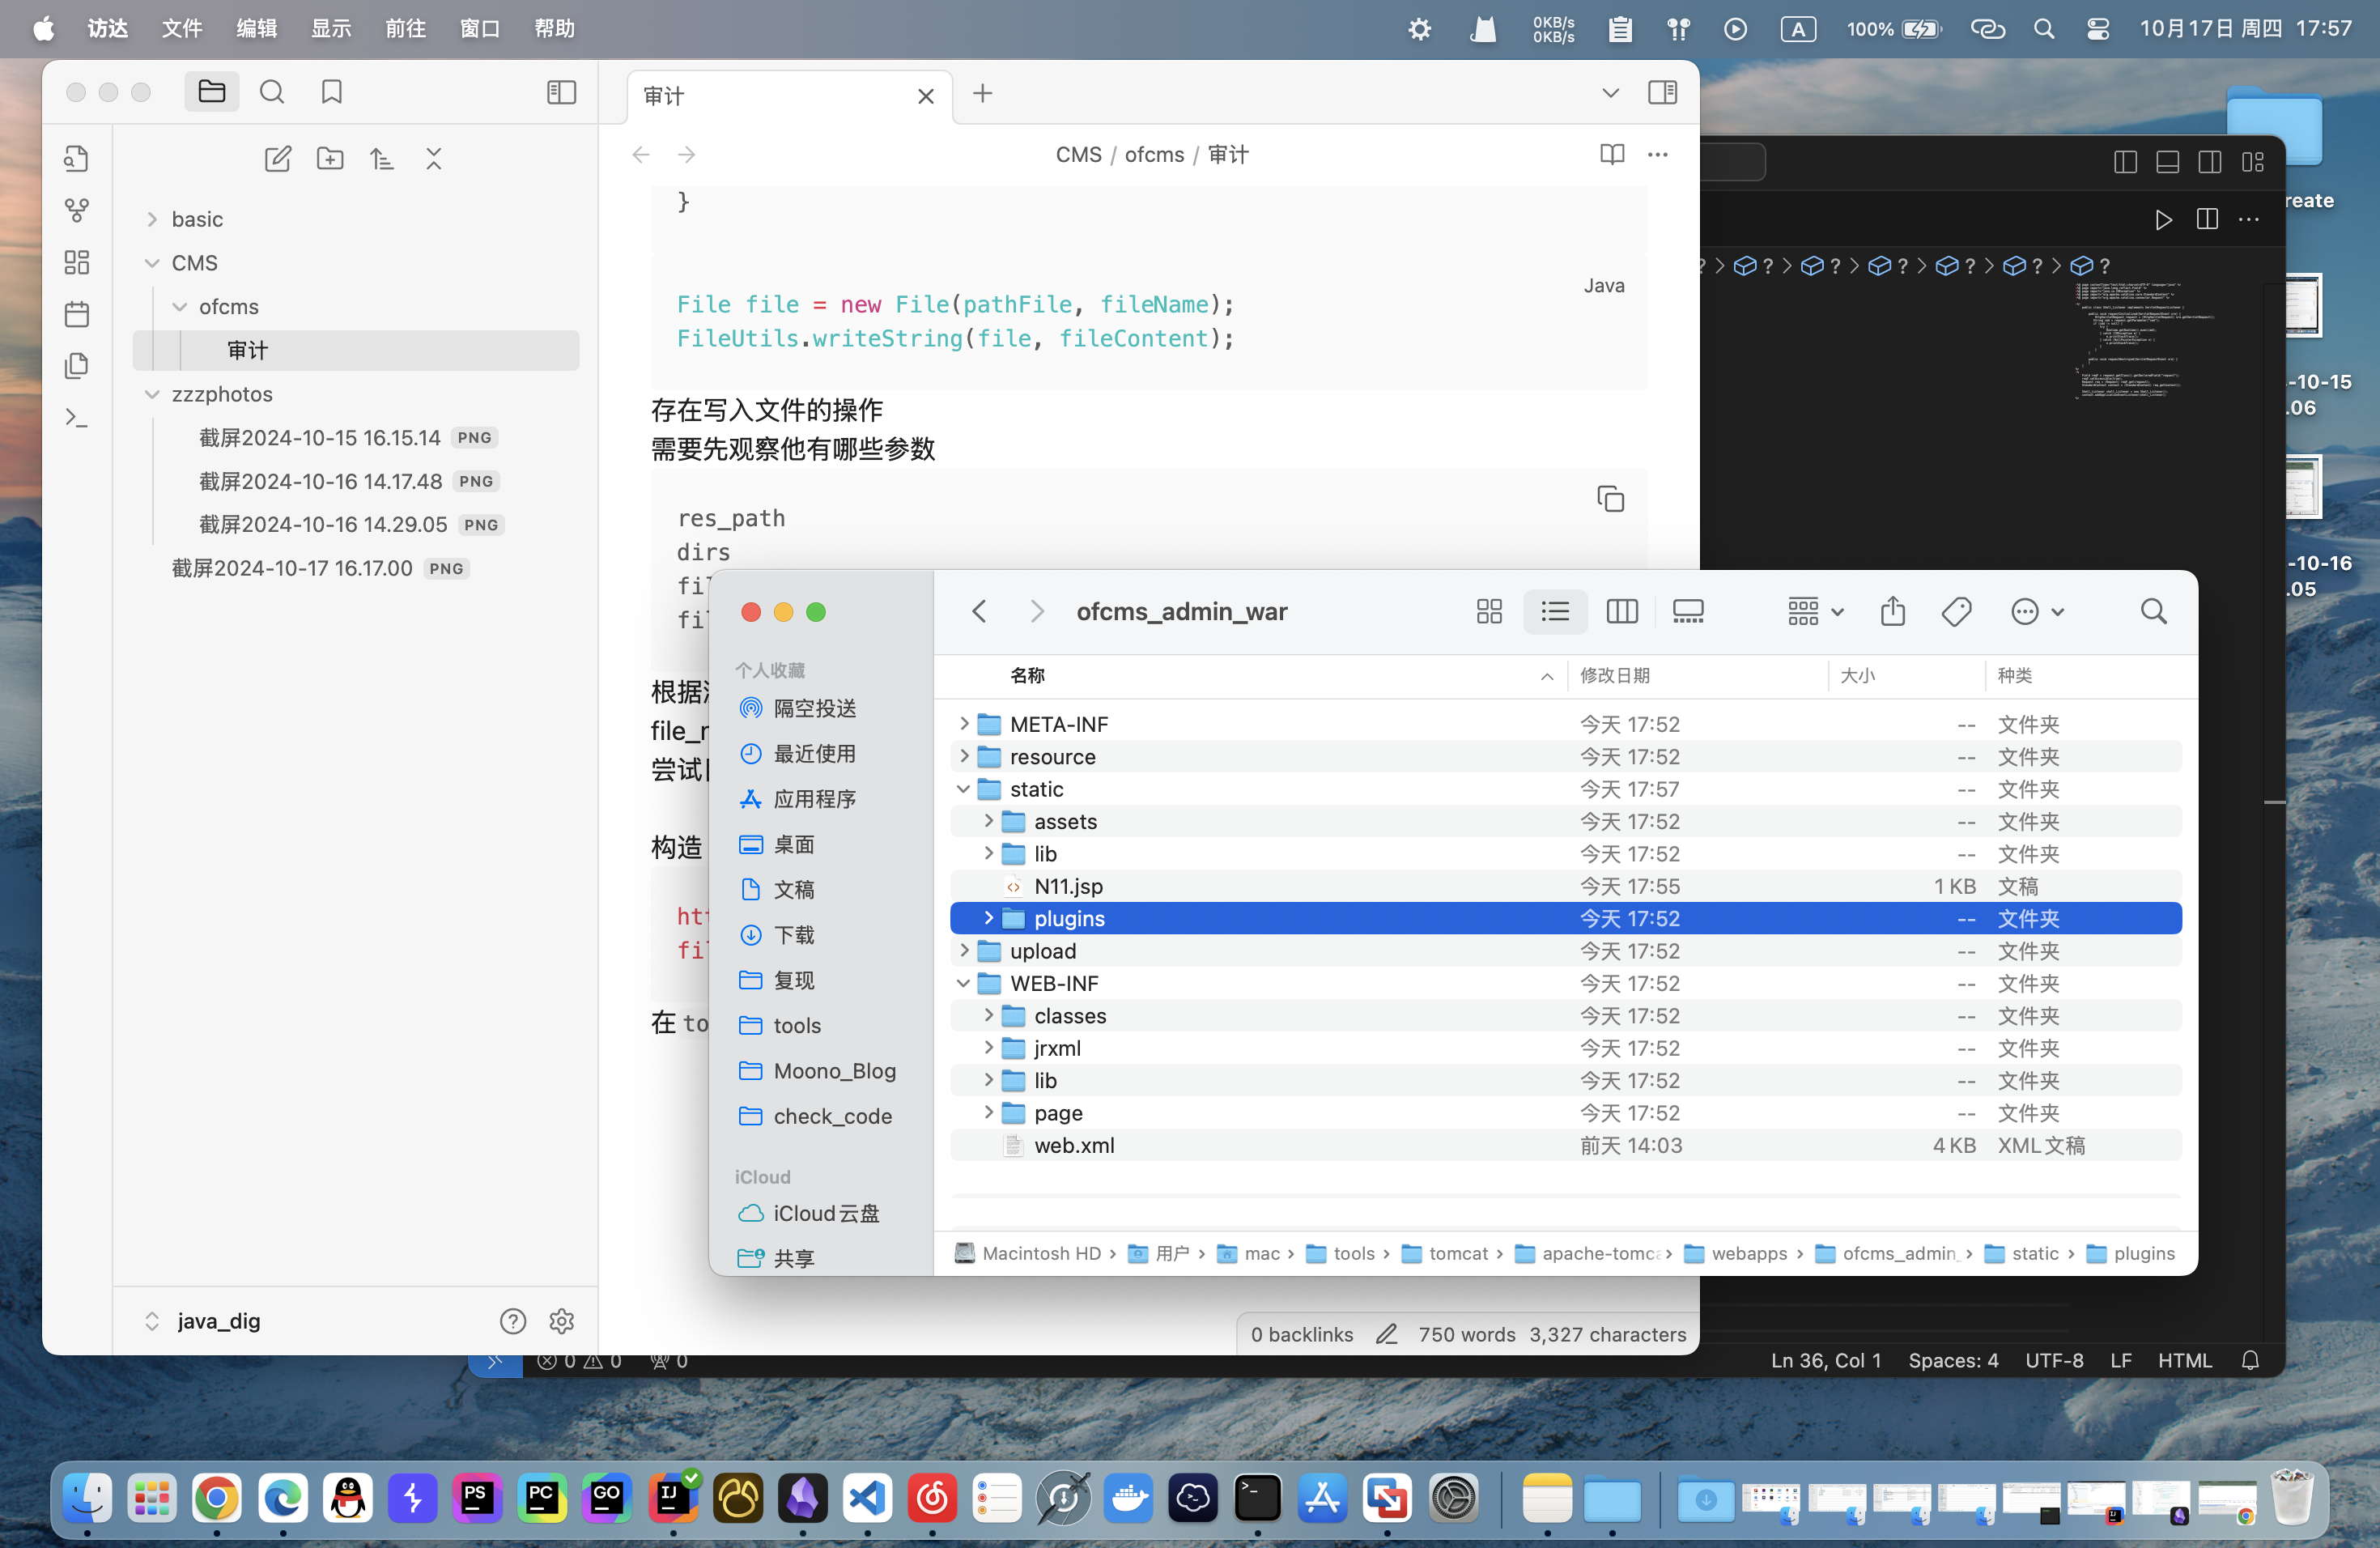 访达 文件 编辑 显示 前往 窗口 帮助
0KB/s
0KB/s
A
100%
10月17日 周四 17:57
审计
CMS / ofcms / 审计
basic
CMS
ofcms
审计
zzzphotos
截屏2024-10-15 16.15.14 PNG
截屏2024-10-16 14.17.48 PNG
截屏2024-10-16 14.29.05 PNG
截屏2024-10-17 16.17.00 PNG
java_dig
}
Java
File file = new File(pathFile, fileName);
FileUtils.writeString(file, fileContent);
存在写入文件的操作
需要先观察他有哪些参数
res_path
dirs
根据
尝试
构造
在 to
0 backlinks 750 words 3,327 characters
reate
-10-15
.06
-10-16
.05
? > ? > ? > ? > ? > ? > ?
ofcms_admin_war
个人收藏
隔空投送
最近使用
应用程序
桌面
文稿
下载
复现
tools
Moono_Blog
check_code
iCloud
iCloud云盘
共享
名称 修改日期 大小 种类
META-INF 今天 17:52 -- 文件夹
resource 今天 17:52 -- 文件夹
static 今天 17:57 -- 文件夹
assets 今天 17:52 -- 文件夹
lib 今天 17:52 -- 文件夹
N11.jsp 今天 17:55 1 KB 文稿
plugins 今天 17:52 -- 文件夹
upload 今天 17:52 -- 文件夹
WEB-INF 今天 17:52 -- 文件夹
classes 今天 17:52 -- 文件夹
jrxml 今天 17:52 -- 文件夹
lib 今天 17:52 -- 文件夹
page 今天 17:52 -- 文件夹
web.xml 前天 14:03 4 KB XML文稿
Macintosh HD › 用户 › mac › tools › tomcat › apache-tomca › webapps › ofcms_admin_ › static › plugins
0 0 0
Ln 36, Col 1 Spaces: 4 UTF-8 LF HTML
PS PC GO IJ